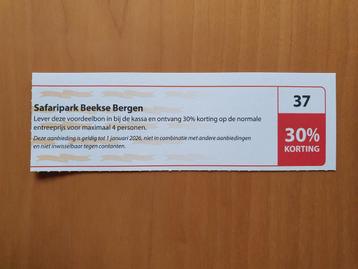 Safaripark Beekse Bergen
Lever deze voordeelbon in bij de kassa en ontvang 30% korting op de normale
entreeprijs voor maximaal 4 personen.
Deze aanbieding is geldig tot 1 januari 2026, niet in combinatie met andere aanbiedingen
en niet inwisselbaar tegen contanten.
37
30%
KORTING